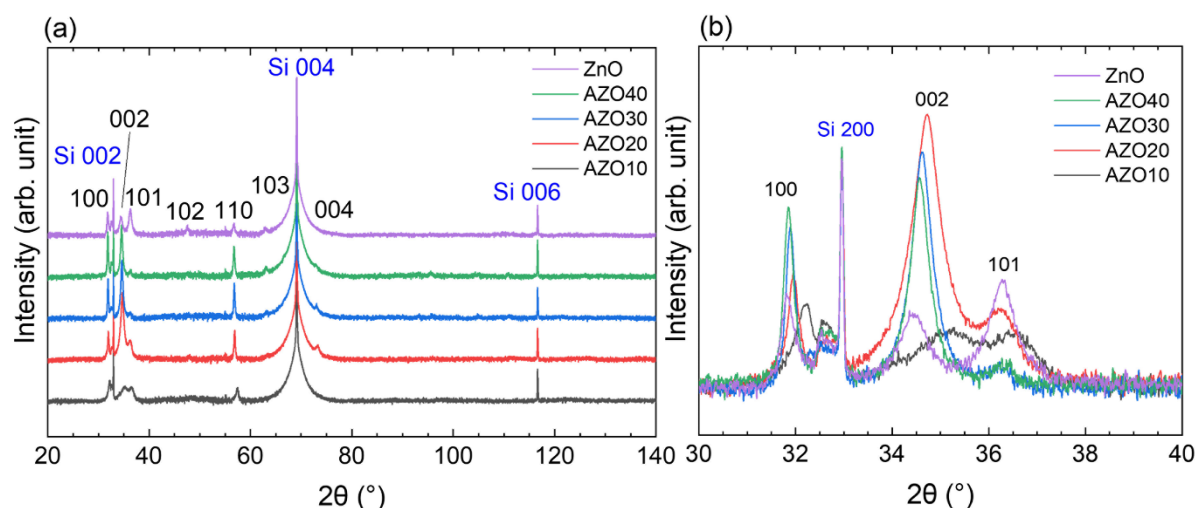 (a)
Intensity (arb. unit)
Si 004
ZnO
AZO40
AZO30
AZO20
AZO10
002
Si 002
100
101
102
110
103
004
Si 006
20 40 60 80 100 120 140
2θ (°)
(b)
Intensity (arb. unit)
ZnO
AZO40
AZO30
AZO20
AZO10
002
Si 200
100
101
30 32 34 36 38 40
2θ (°)